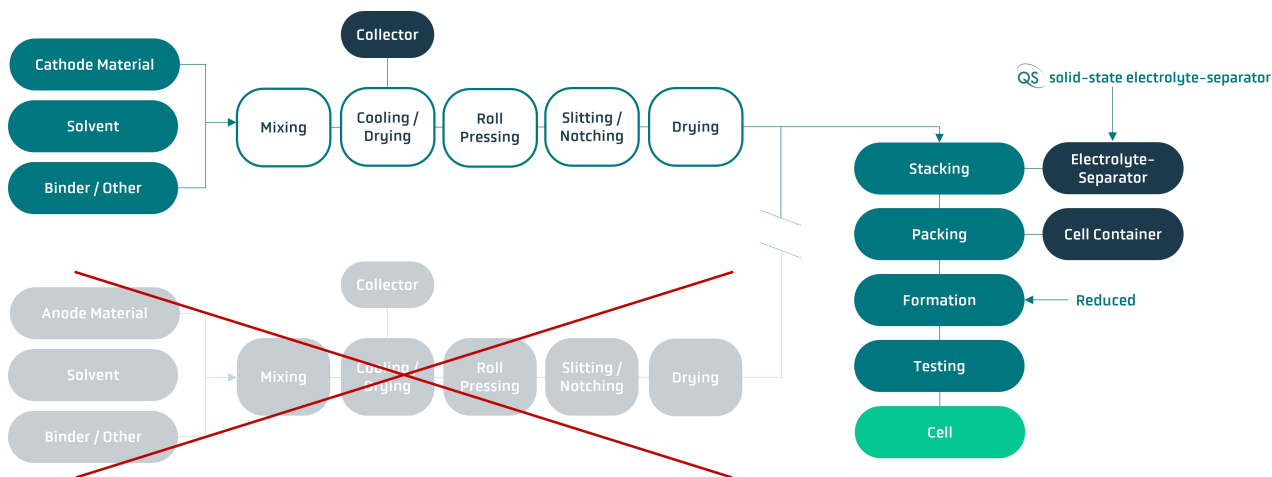 Collector
Cathode Material
Solvent
Binder / Other
Mixing
Cooling /
Drying
Roll
Pressing
Slitting /
Notching
Drying
QS solid-state electrolyte-separator
Stacking
Electrolyte-
Separator
Packing
Cell Container
Formation
Reduced
Testing
Cell
Collector
Anode Material
Solvent
Binder / Other
Mixing
Cooling /
Drying
Roll
Pressing
Slitting /
Notching
Drying